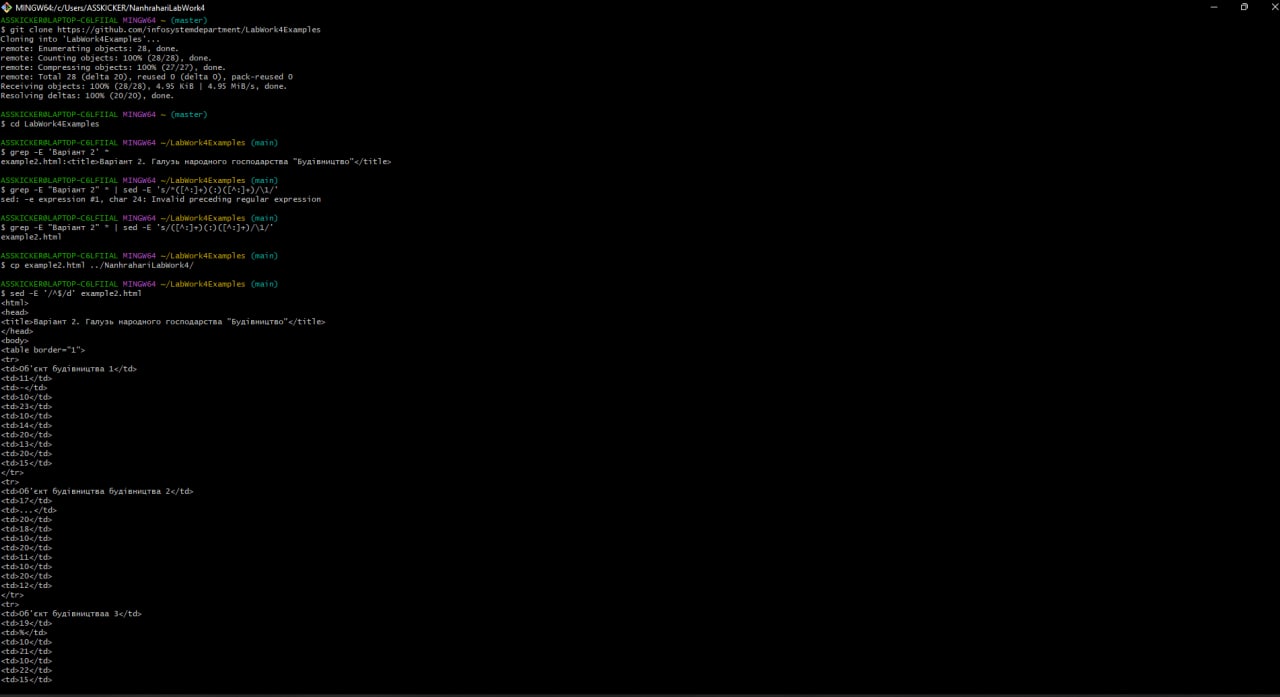 MINGW64:/c/Users/ASSKICKER/NanhrahariLabWork4
ASSKICKER@LAPTOP-C6LFIIAL MINGW64 ~ (master)
$ git clone https://github.com/infosystemdepartment/LabWork4Examples
Cloning into 'LabWork4Examples'...
remote: Enumerating objects: 28, done.
remote: Counting objects: 100% (28/28), done.
remote: Compressing objects: 100% (27/27), done.
remote: Total 28 (delta 20), reused 0 (delta 0), pack-reused 0
Receiving objects: 100% (28/28), 4.95 KiB | 4.95 MiB/s, done.
Resolving deltas: 100% (20/20), done.
ASSKICKER@LAPTOP-C6LFIIAL MINGW64 ~ (master)
$ cd LabWork4Examples
ASSKICKER@LAPTOP-C6LFIIAL MINGW64 ~/LabWork4Examples (main)
$ grep -E 'Варіант 2' *
example2.html:<title>Варіант 2. Галузь народного господарства "Будівництво"</title>
ASSKICKER@LAPTOP-C6LFIIAL MINGW64 ~/LabWork4Examples (main)
$ grep -E "Варіант 2" * | sed -E 's/*([^:]+)(:)([^:]+)/\1/'
sed: -e expression #1, char 24: Invalid preceding regular expression
ASSKICKER@LAPTOP-C6LFIIAL MINGW64 ~/LabWork4Examples (main)
$ grep -E "Варіант 2" * | sed -E 's/([^:]+)(:)([^:]+)/\1/'
example2.html
ASSKICKER@LAPTOP-C6LFIIAL MINGW64 ~/LabWork4Examples (main)
$ cp example2.html ../NanhrahariLabWork4/
ASSKICKER@LAPTOP-C6LFIIAL MINGW64 ~/LabWork4Examples (main)
$ sed -E '/^$/d' example2.html
<html>
<head>
<title>Варіант 2. Галузь народного господарства "Будівництво"</title>
</head>
<body>
<table border="1">
<tr>
<td>Об'єкт будівництва 1</td>
<td>11</td>
<td>-</td>
<td>10</td>
<td>23</td>
<td>10</td>
<td>14</td>
<td>20</td>
<td>13</td>
<td>20</td>
<td>15</td>
</tr>
<tr>
<td>Об'єкт будівництва будівництва 2</td>
<td>17</td>
<td>...</td>
<td>20</td>
<td>18</td>
<td>10</td>
<td>20</td>
<td>11</td>
<td>10</td>
<td>20</td>
<td>12</td>
</tr>
<tr>
<td>Об'єкт будівництваа 3</td>
<td>19</td>
<td>%</td>
<td>10</td>
<td>21</td>
<td>10</td>
<td>22</td>
<td>15</td>